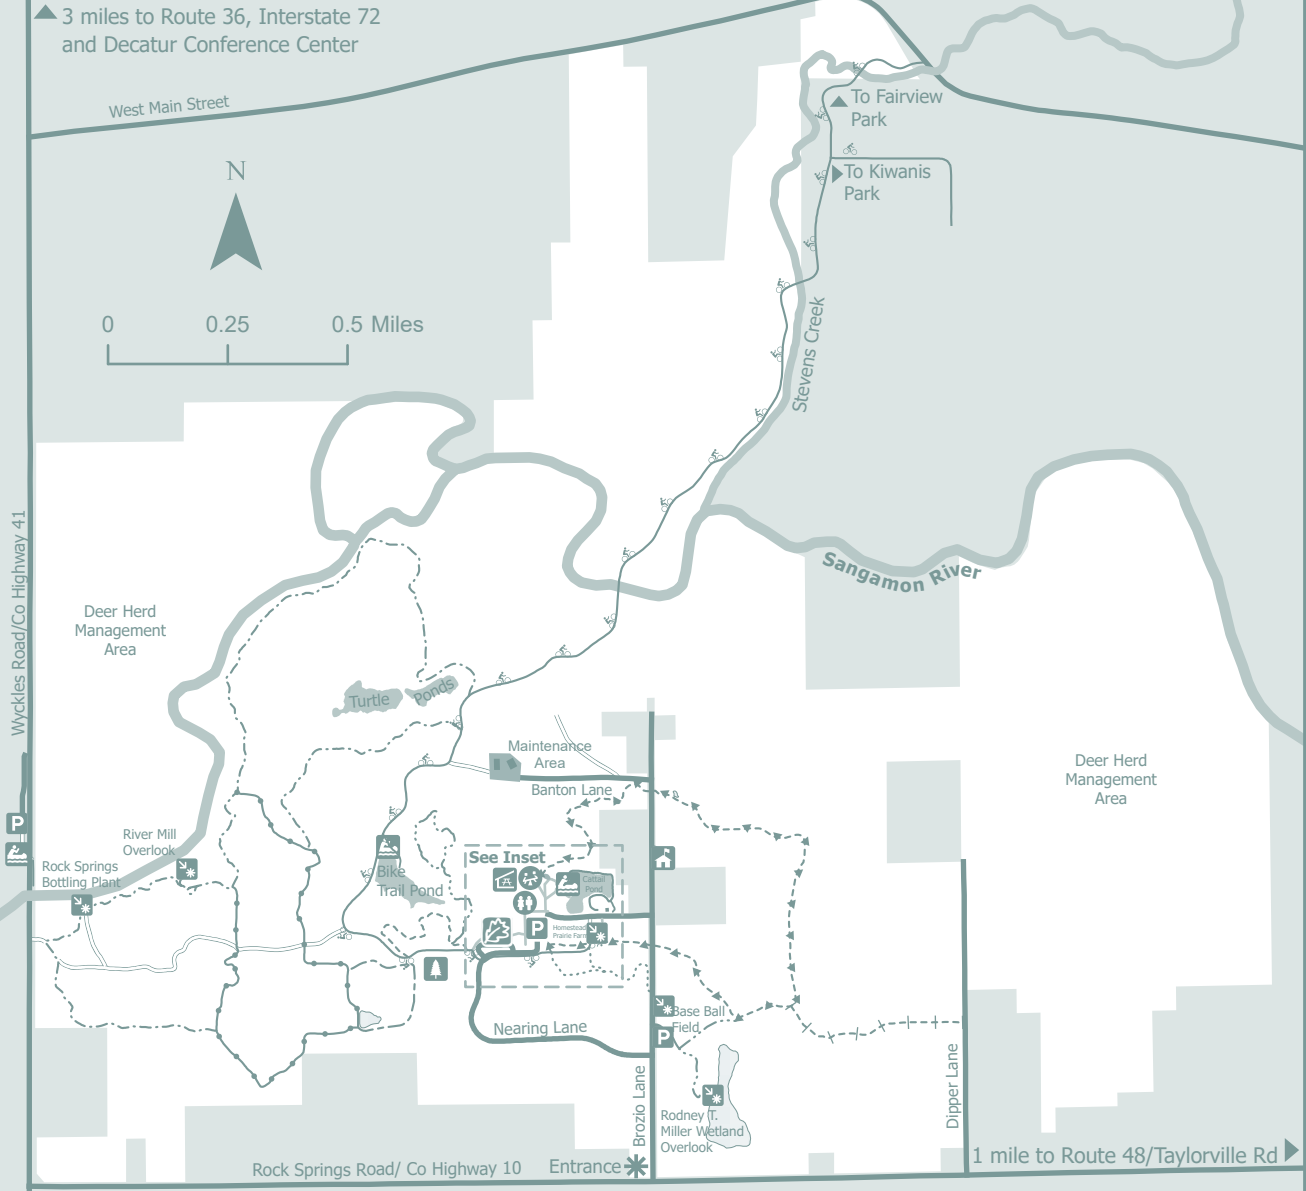 3 miles to Route 36, Interstate 72
and Decatur Conference Center
West Main Street
To Fairview
Park
To Kiwanis
Park
N
0 0.25 0.5 Miles
Stevens Creek
Sangamon River
Wyckles Road/Co Highway 41
Deer Herd
Management
Area
Turtle Ponds
Maintenance
Area
Banton Lane
Deer Herd
Management
Area
P
River Mill
Overlook
Rock Springs
Bottling Plant
Bike
Trail Pond
See Inset
Cattail
Pond
P
Homestead
Prairie Farm
Nearing Lane
Base Ball
Field
P
Brozio Lane
Dipper Lane
Rodney T.
Miller Wetland
Overlook
Rock Springs Road/ Co Highway 10
Entrance
1 mile to Route 48/Taylorville Rd